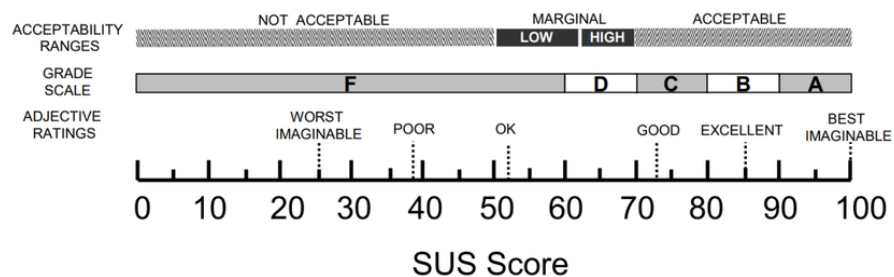 ACCEPTABILITY RANGES
NOT ACCEPTABLE
MARGINAL
ACCEPTABLE
LOW
HIGH
GRADE SCALE
F
D
C
B
A
ADJECTIVE RATINGS
WORST IMAGINABLE
POOR
OK
GOOD
EXCELLENT
BEST IMAGINABLE
0 10 20 30 40 50 60 70 80 90 100
SUS Score